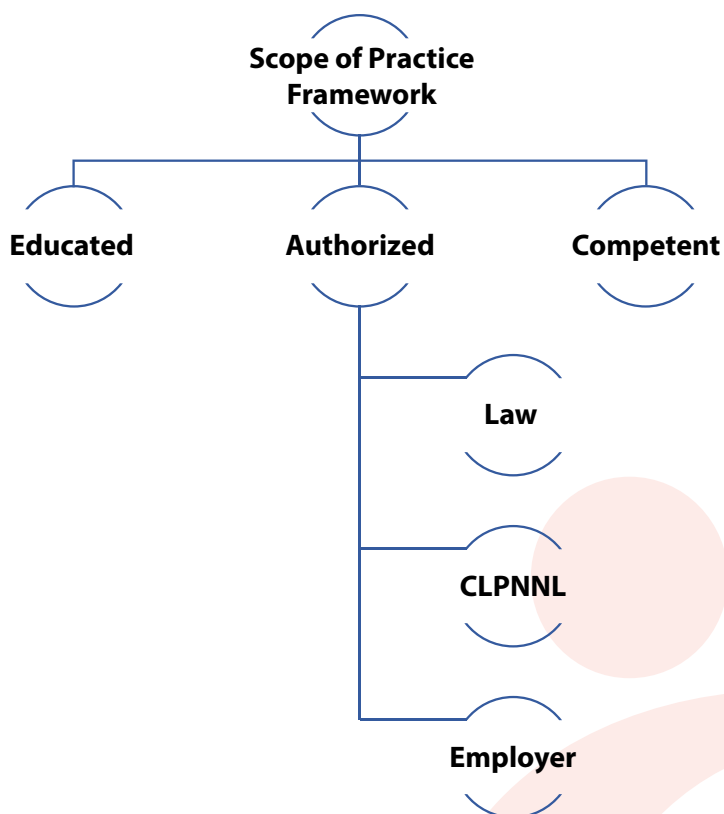 Scope of Practice
Framework
Educated
Authorized
Competent
Law
CLPNNL
Employer